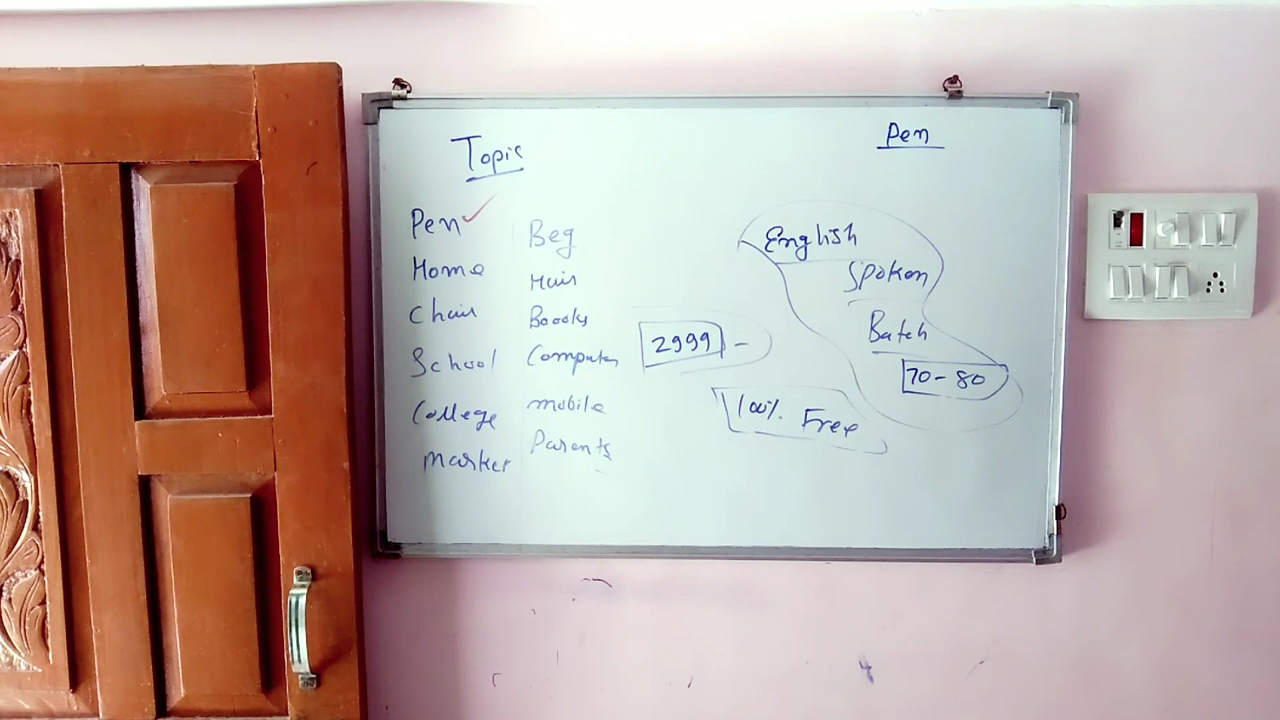 Topic
Pen
Home
Chair
School
College
Marker
Beg
Hair
Boooks
Computer
mobile
Parents
2999 -
Pen
English
Spoken
Batch
70-80
100% Free